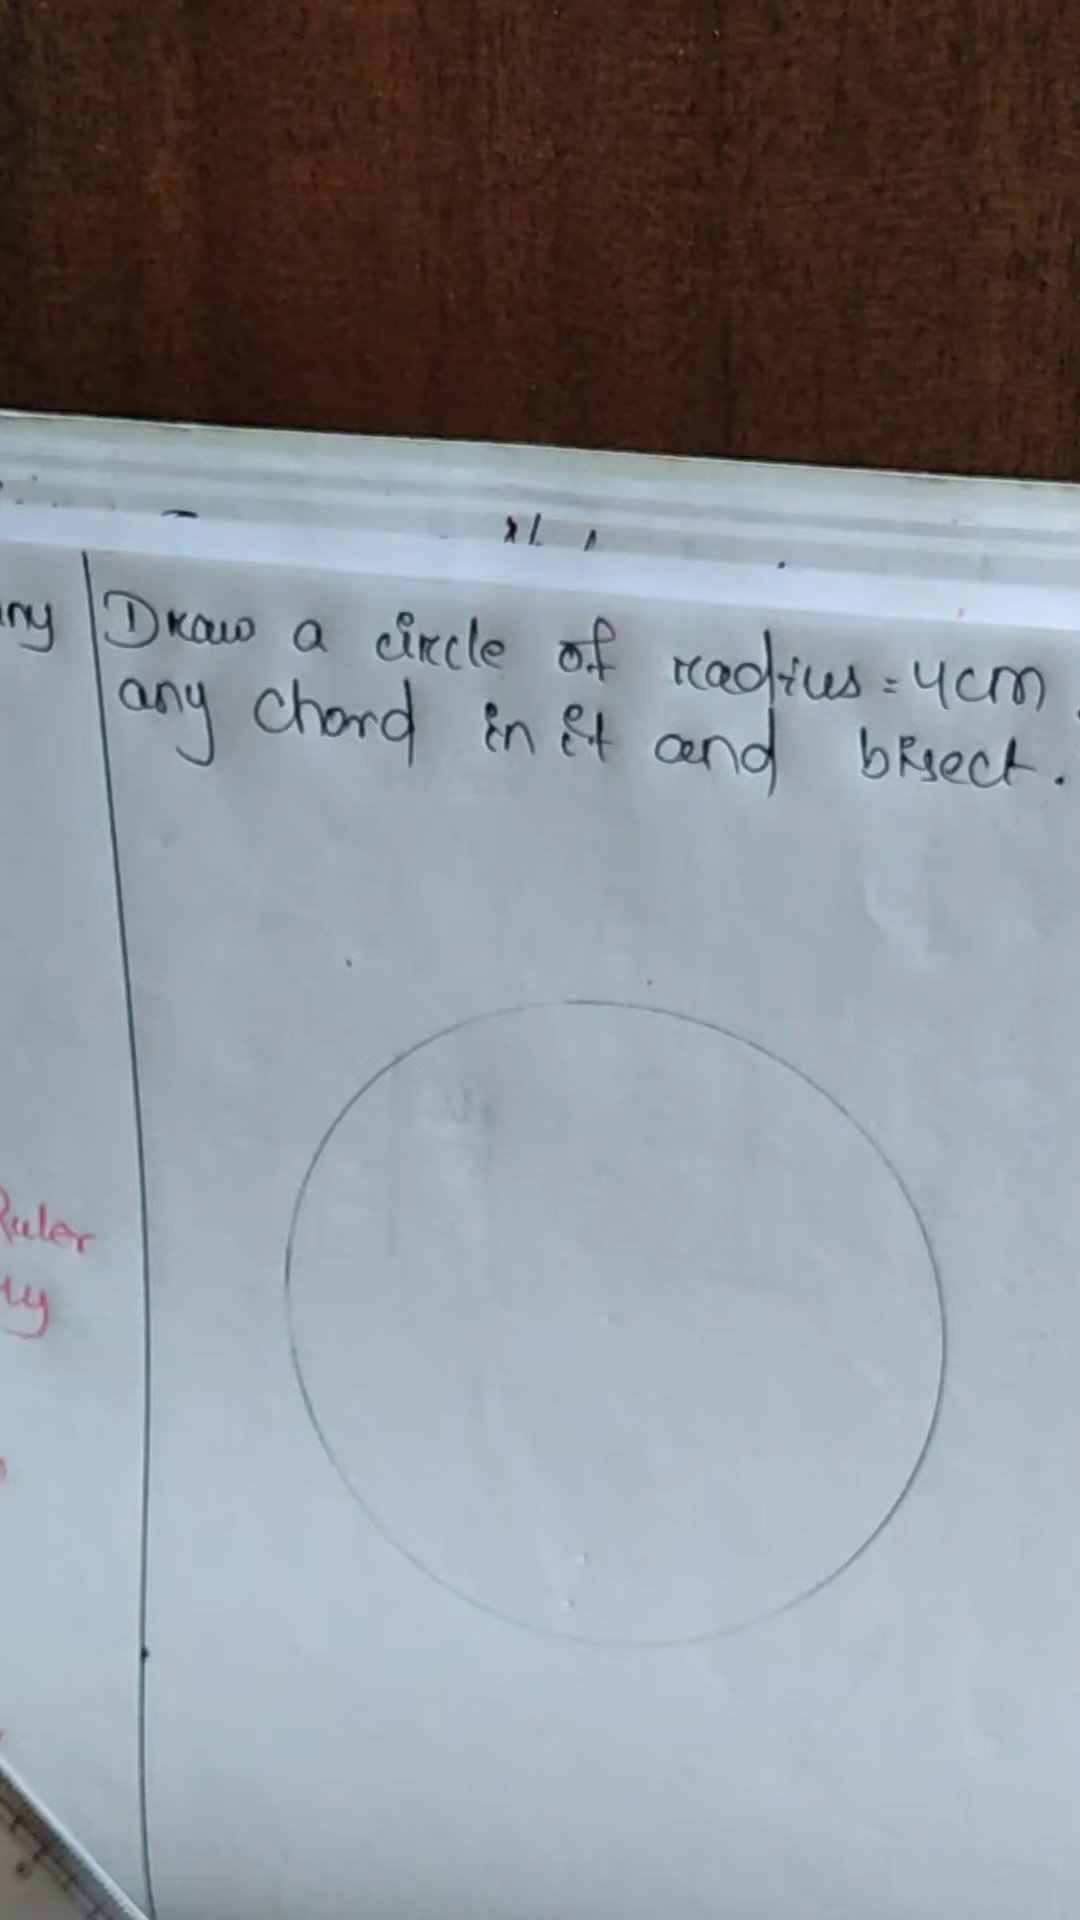 Draw a circle of radius = 4cm
any chord in it and bisect.
Ruler